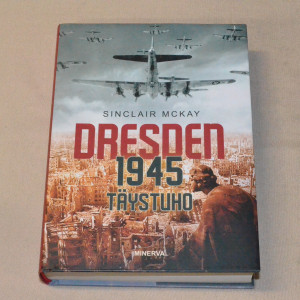 SINCLAIR MCKAY
DRESDEN
1945
TÄYSTUHO
MINERVA